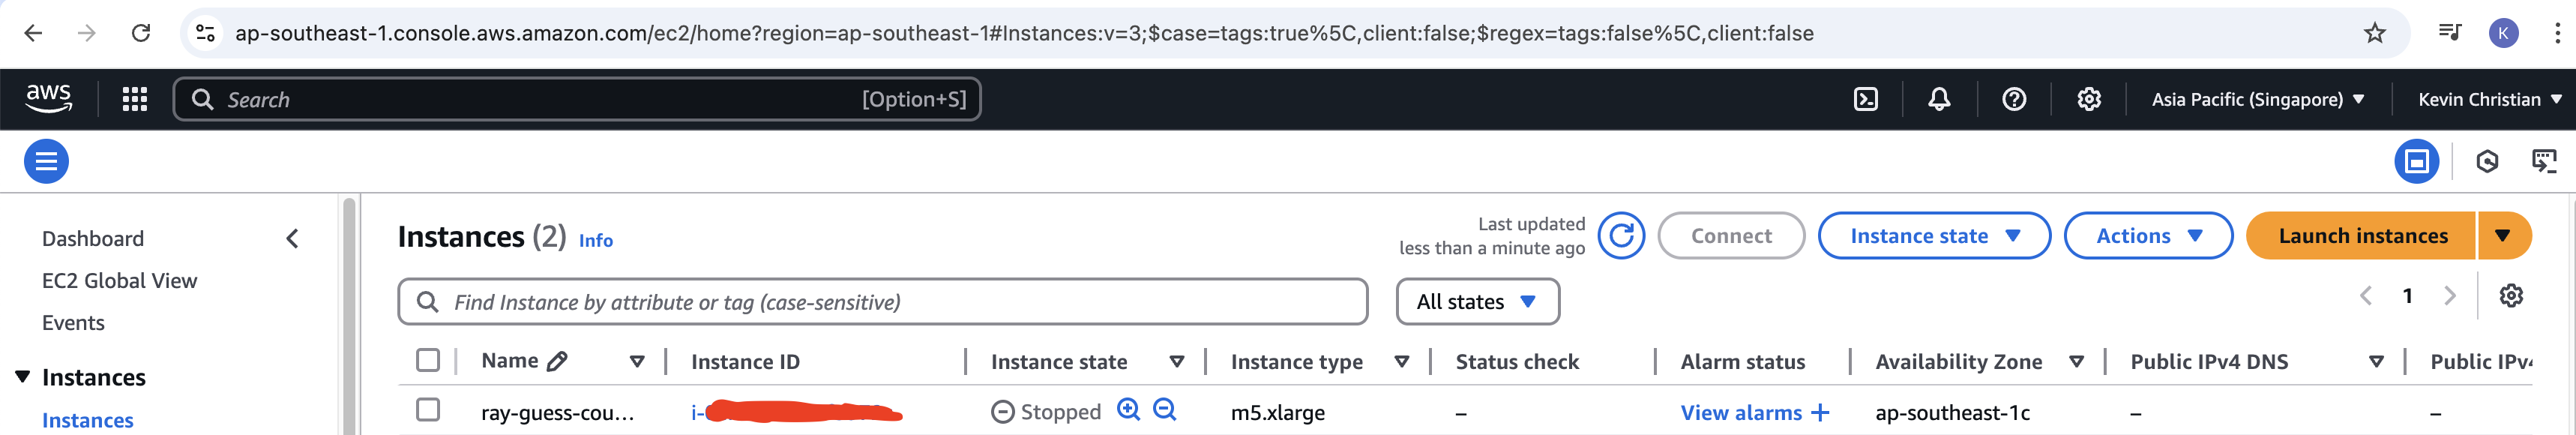 ap-southeast-1.console.aws.amazon.com/ec2/home?region=ap-southeast-1#Instances:v=3;$case=tags:true%5C,client:false;$regex=tags:false%5C,client:false
K
aws
Search
[Option+S]
Asia Pacific (Singapore)
Kevin Christian
Dashboard
EC2 Global View
Events
Instances
Instances
Instances (2) Info
Last updated
less than a minute ago
Connect
Instance state
Actions
Launch instances
Find Instance by attribute or tag (case-sensitive)
All states
1
Name
Instance ID
Instance state
Instance type
Status check
Alarm status
Availability Zone
Public IPv4 DNS
Public IPv4
ray-guess-cou...
i-
Stopped
m5.xlarge
–
View alarms +
ap-southeast-1c
–
–